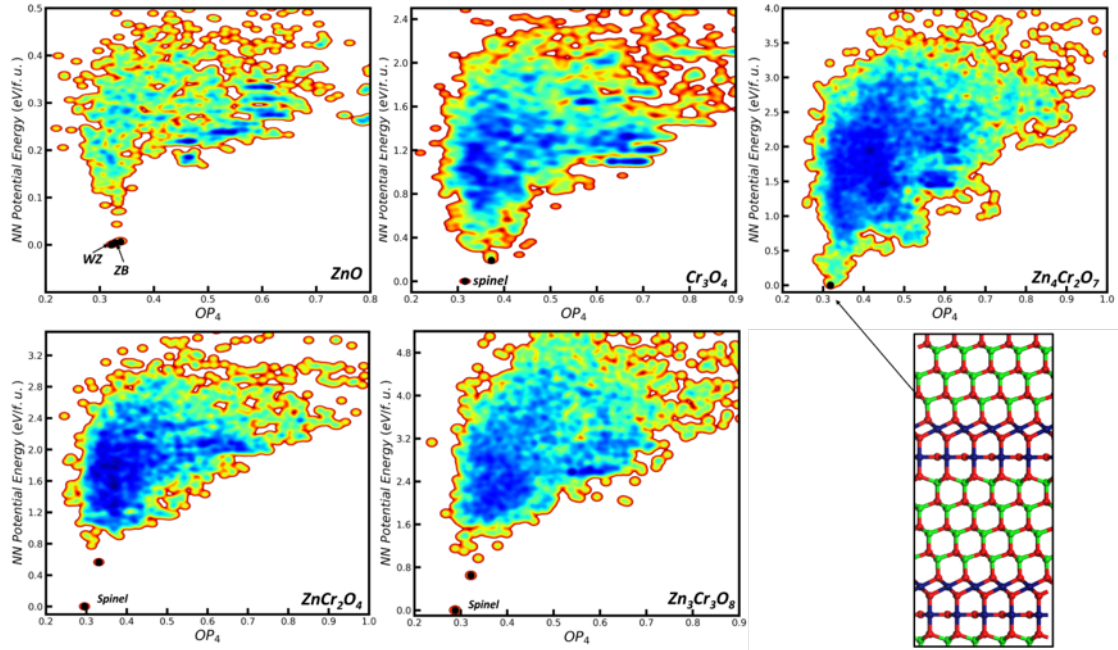 NN Potential Energy (eV/f. u.)
0.5
0.4
0.3
0.2
0.1
0.0
WZ
ZB
ZnO
0.2 0.3 0.4 0.5 0.6 0.7 0.8
OP4
NN Potential Energy (eV/f. u.)
2.4
2.0
1.6
1.2
0.8
0.4
0.0
spinel
Cr3O4
0.2 0.3 0.4 0.5 0.6 0.7 0.8 0.9
OP4
NN Potential Energy (eV/f. u.)
4.0
3.5
3.0
2.5
2.0
1.5
1.0
0.5
0.0
Zn4Cr2O7
0.2 0.3 0.4 0.5 0.6 0.7 0.8 0.9 1.0
OP4
NN Potential Energy (eV/f. u.)
3.2
2.8
2.4
2.0
1.6
1.2
0.8
0.4
0.0
Spinel
ZnCr2O4
0.2 0.3 0.4 0.5 0.6 0.7 0.8 0.9 1.0
OP4
NN Potential Energy (eV/f. u.)
4.8
4.0
3.2
2.4
1.6
0.8
0.0
Spinel
Zn3Cr3O8
0.2 0.3 0.4 0.5 0.6 0.7 0.8 0.9
OP4